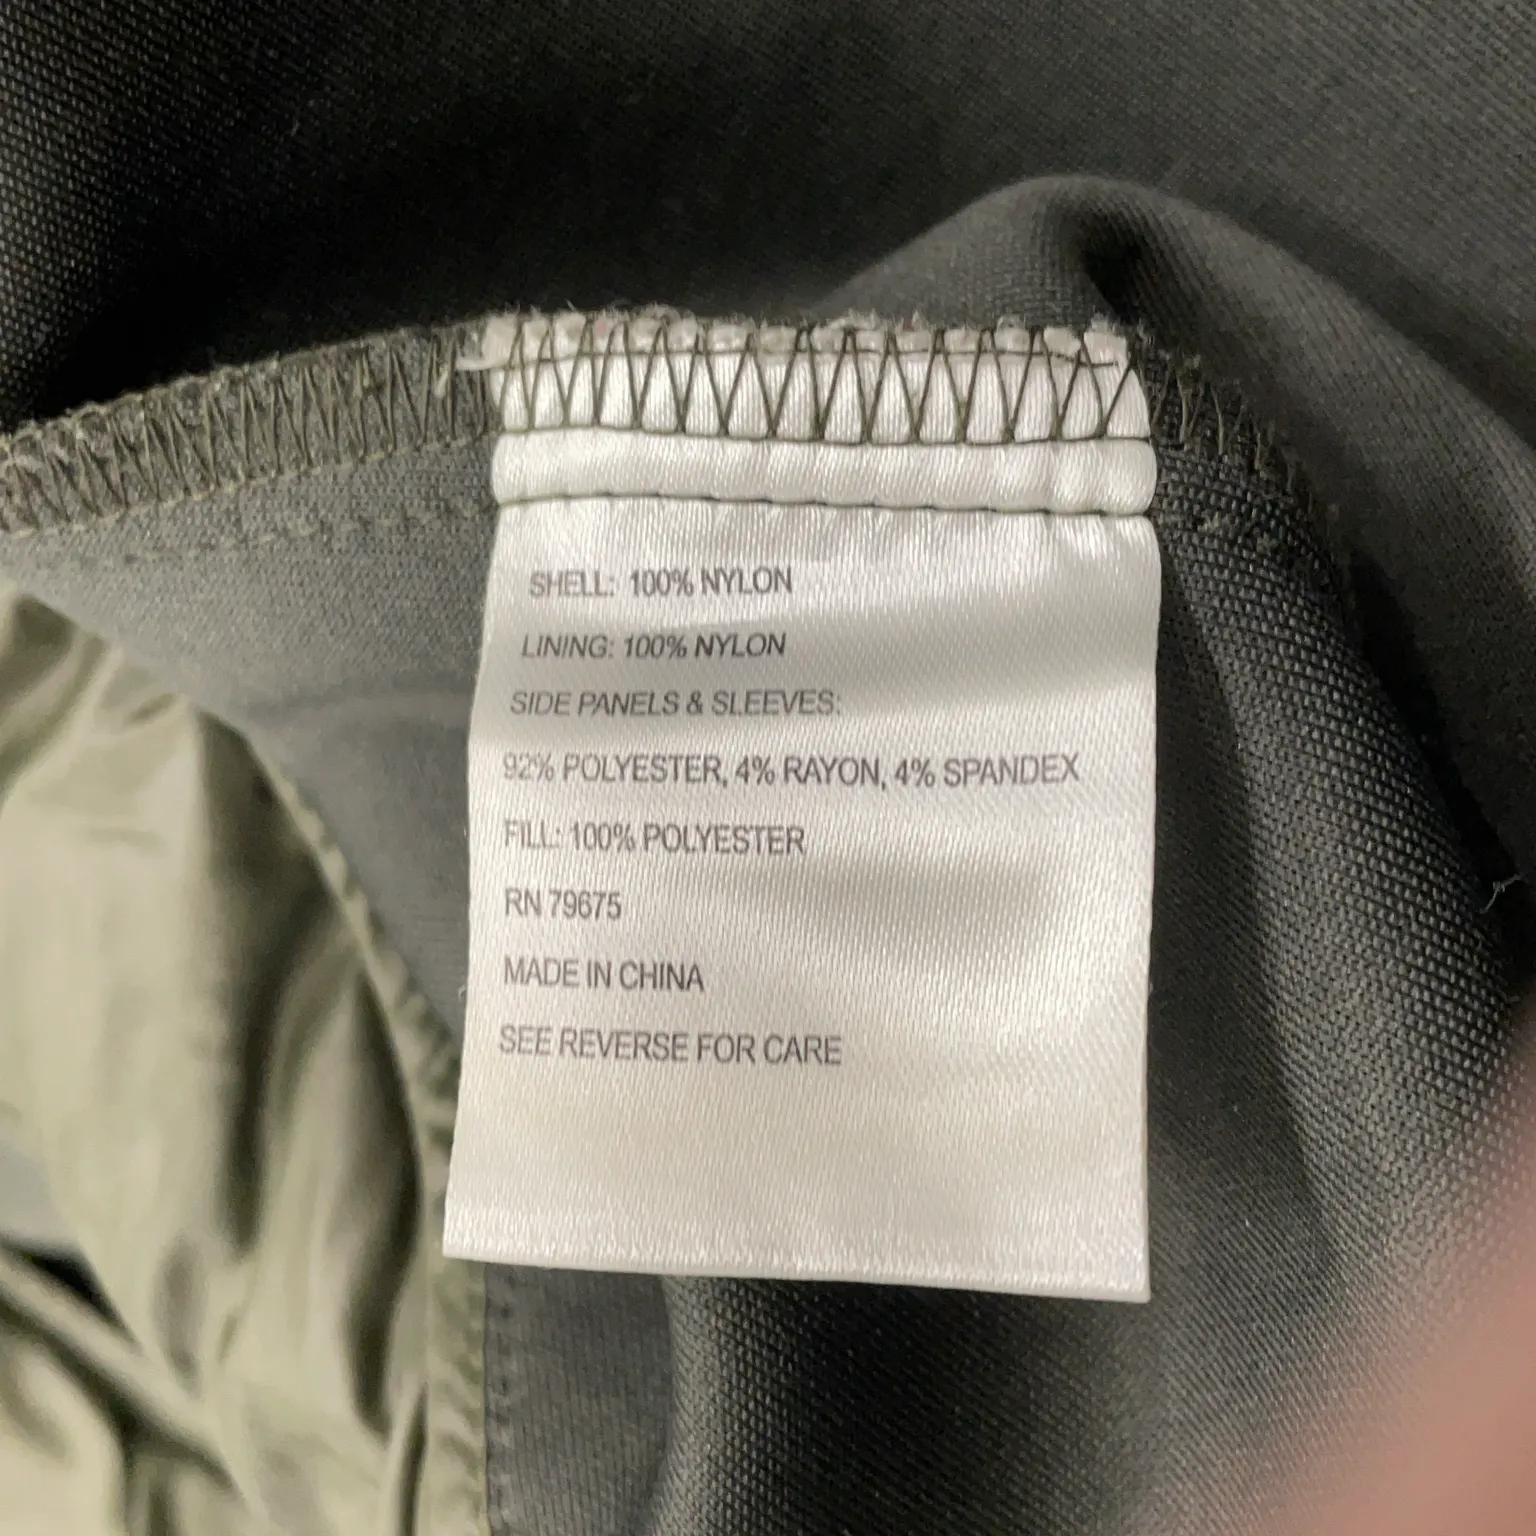 SHELL: 100% NYLON
LINING: 100% NYLON
SIDE PANELS & SLEEVES:
92% POLYESTER, 4% RAYON, 4% SPANDEX
FILL: 100% POLYESTER
RN 79675
MADE IN CHINA
SEE REVERSE FOR CARE